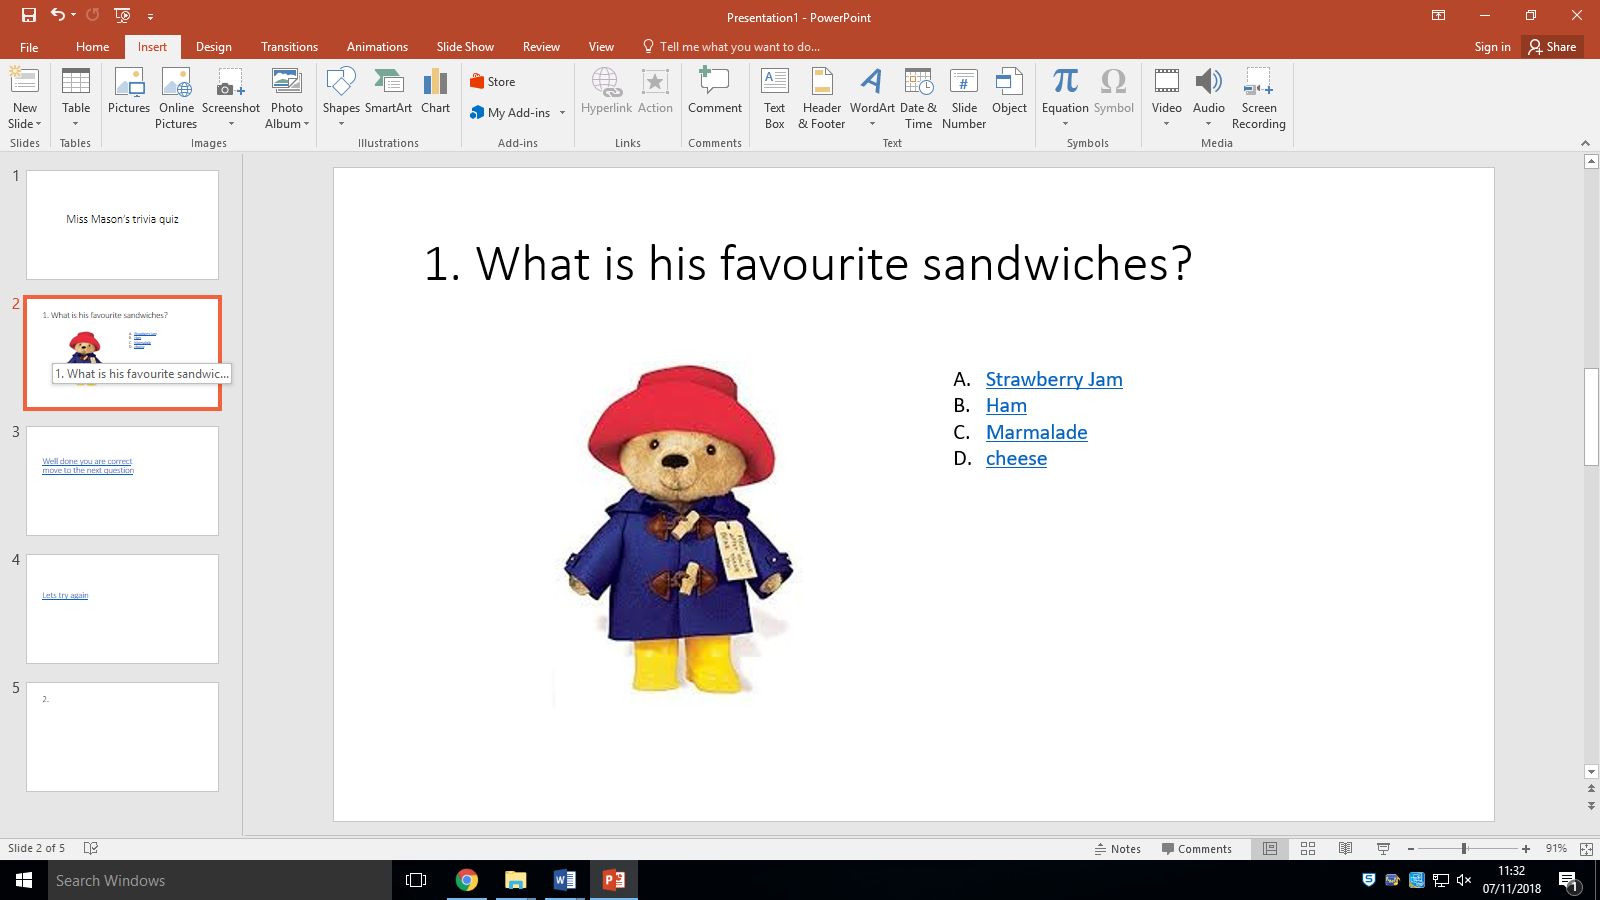 Presentation1 - PowerPoint
File Home Insert Design Transitions Animations Slide Show Review View Tell me what you want to do... Sign in Share
New Slide
Table
Pictures
Online Pictures
Screenshot
Photo Album
Shapes
SmartArt
Chart
Store
My Add-ins
Hyperlink
Action
Comment
Text Box
Header & Footer
WordArt
Date & Time
Slide Number
Object
Equation
Symbol
Video
Audio
Screen Recording
Slides Tables Images Illustrations Add-ins Links Comments Text Symbols Media
1
Miss Mason's trivia quiz
2
1. What is his favourite sandwiches?
A. Strawberry Jam
B. Ham
C. Marmalade
D. cheese
1. What is his favourite sandwic...
3
Well done you are correct
move to the next question
4
Lets try again
5
2.
1. What is his favourite sandwiches?
A. Strawberry Jam
B. Ham
C. Marmalade
D. cheese
Slide 2 of 5 Notes Comments 91%
Search Windows
11:32
07/11/2018
1